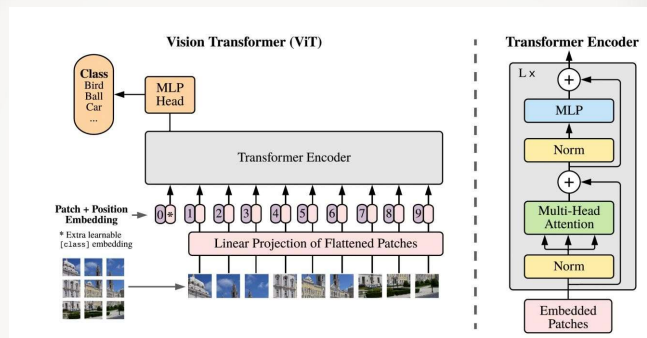 Vision Transformer (ViT)
Class
Bird
Ball
Car
...
MLP
Head
Transformer Encoder
Patch + Position
Embedding
* Extra learnable
[class] embedding
0 * 1 2 3 4 5 6 7 8 9
Linear Projection of Flattened Patches
Transformer Encoder
L x
+
MLP
Norm
+
Multi-Head
Attention
Norm
Embedded
Patches